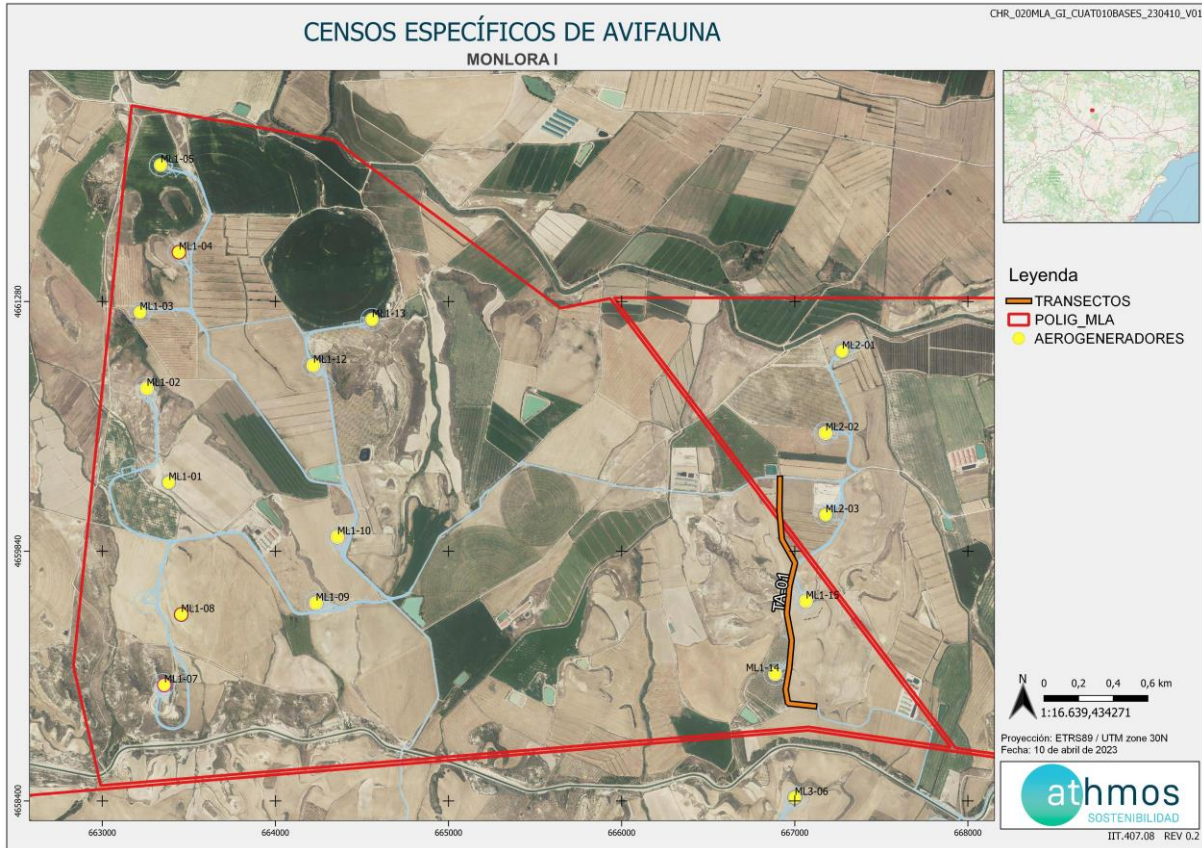 CHR_020MLA_GI_CUAT010BASES_230410_V01
CENSOS ESPECÍFICOS DE AVIFAUNA
MONLORA I
ML1-05
ML1-04
ML1-03
ML1-13
ML1-12
ML1-02
ML1-01
ML1-10
ML1-09
ML1-08
ML1-07
ML2-01
ML2-02
ML2-03
TA-01
ML1-15
ML1-14
ML3-06
4661280
4659840
4658400
663000
664000
665000
666000
667000
668000
Leyenda
TRANSECTOS
POLIG_MLA
AEROGENERADORES
N
0 0,2 0,4 0,6 km
1:16.639,434271
Proyección: ETRS89 / UTM zone 30N
Fecha: 10 de abril de 2023
athmos
SOSTENIBILIDAD
IIT.407.08 REV 0.2